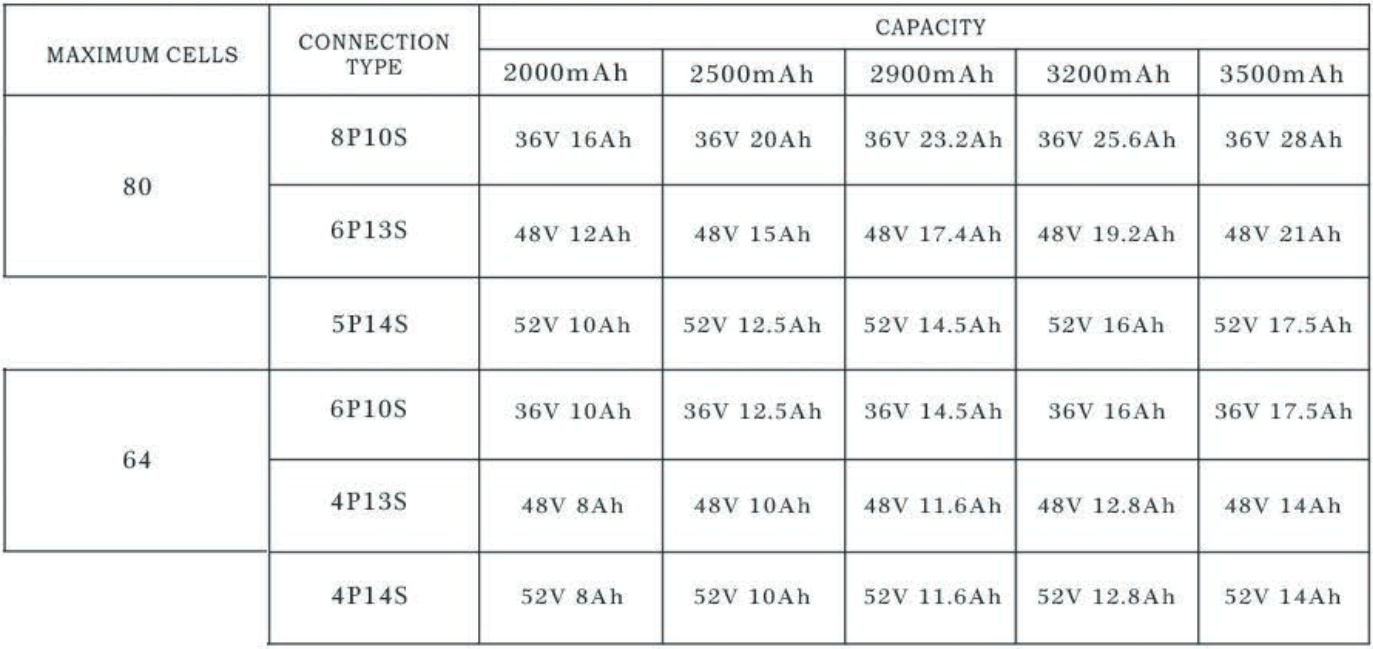 MAXIMUM CELLS
CONNECTION
TYPE
CAPACITY
2000mAh
2500mAh
2900mAh
3200mAh
3500mAh
80
8P10S
36V 16Ah
36V 20Ah
36V 23.2Ah
36V 25.6Ah
36V 28Ah
6P13S
48V 12Ah
48V 15Ah
48V 17.4Ah
48V 19.2Ah
48V 21Ah
5P14S
52V 10Ah
52V 12.5Ah
52V 14.5Ah
52V 16Ah
52V 17.5Ah
64
6P10S
36V 10Ah
36V 12.5Ah
36V 14.5Ah
36V 16Ah
36V 17.5Ah
4P13S
48V 8Ah
48V 10Ah
48V 11.6Ah
48V 12.8Ah
48V 14Ah
4P14S
52V 8Ah
52V 10Ah
52V 11.6Ah
52V 12.8Ah
52V 14Ah